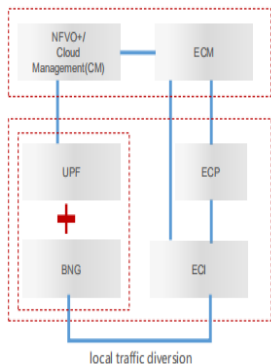 NFVO+/
Cloud
Management(CM)
ECM
UPF
ECP
BNG
ECI
local traffic diversion